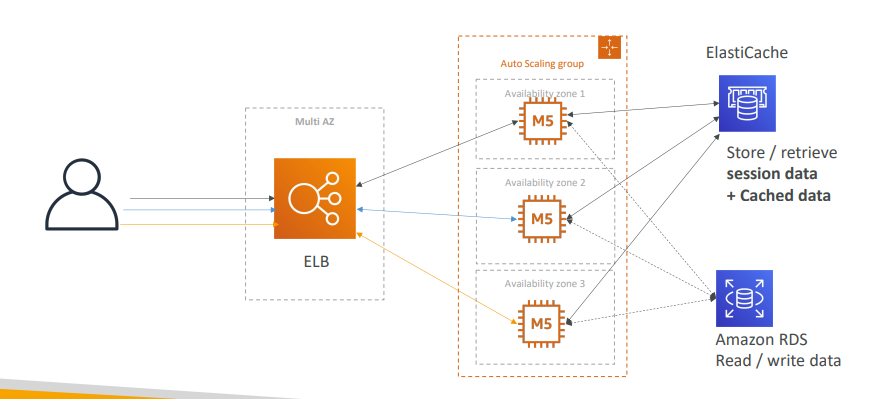 ElastiCache
Auto Scaling group
Availability zone 1
M5
Multi AZ
Store / retrieve
session data
+ Cached data
Availability zone 2
M5
ELB
Availability zone 3
M5
Amazon RDS
Read / write data